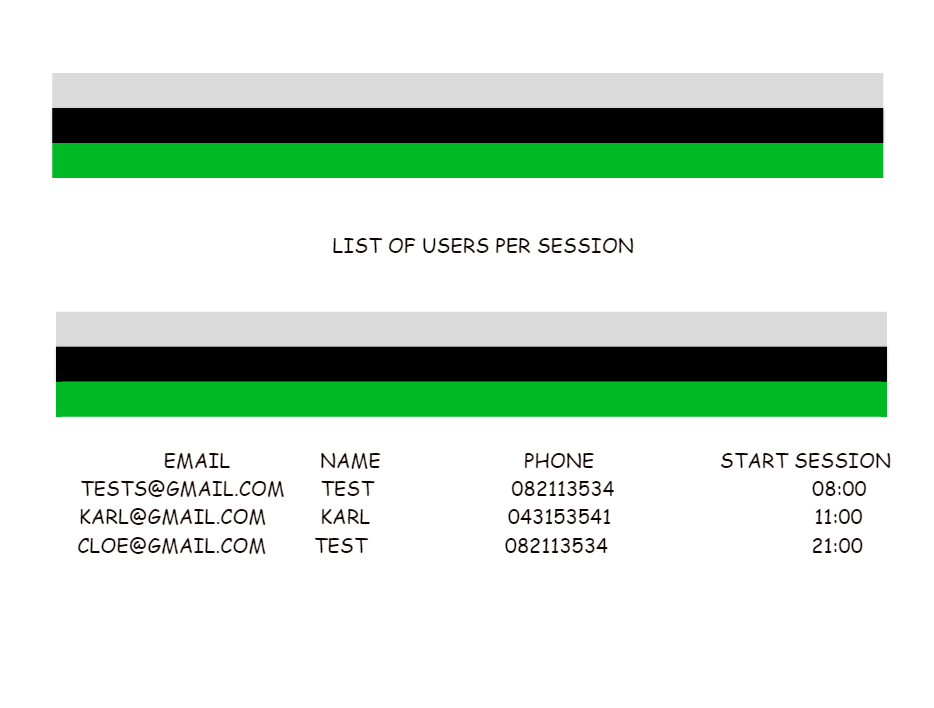 LIST OF USERS PER SESSION
EMAIL NAME PHONE START SESSION
TESTS@GMAIL.COM TEST 082113534 08:00
KARL@GMAIL.COM KARL 043153541 11:00
CLOE@GMAIL.COM TEST 082113534 21:00